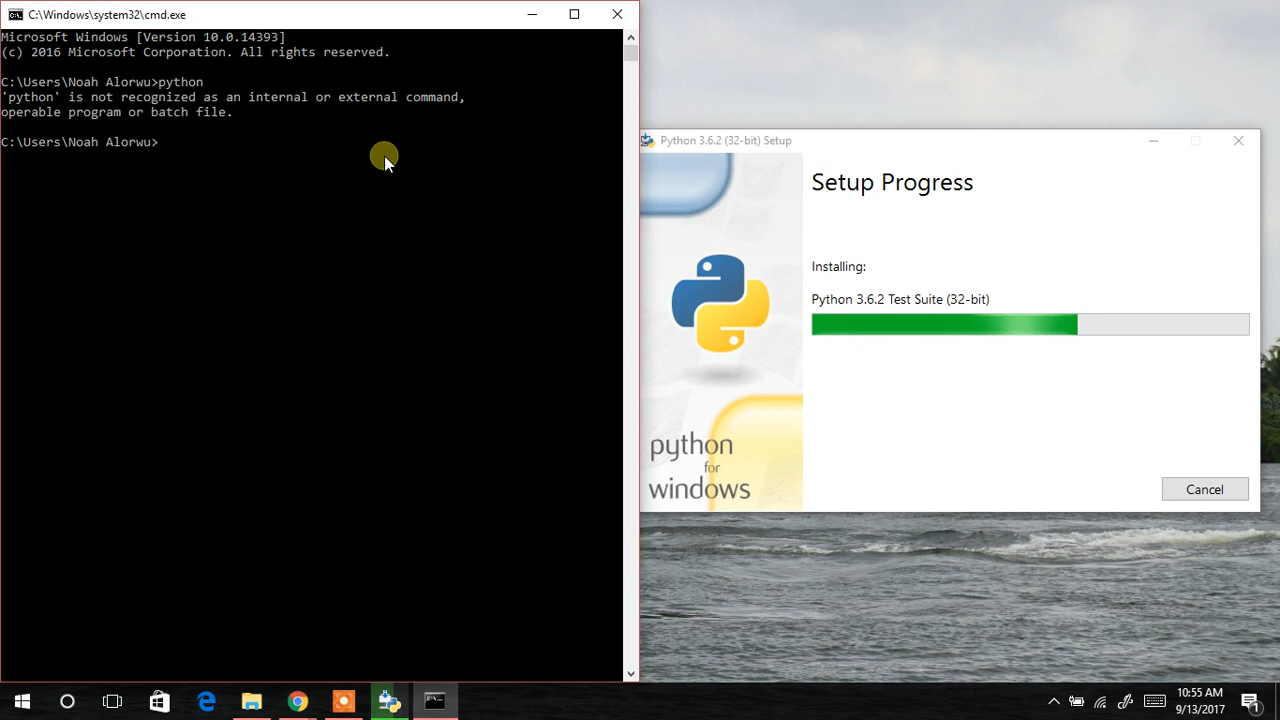 C:\Windows\system32\cmd.exe
Microsoft Windows [Version 10.0.14393]
(c) 2016 Microsoft Corporation. All rights reserved.
C:\Users\Noah Alorwu>python
'python' is not recognized as an internal or external command,
operable program or batch file.
C:\Users\Noah Alorwu>
Python 3.6.2 (32-bit) Setup
Setup Progress
Installing:
Python 3.6.2 Test Suite (32-bit)
python
for
windows
Cancel
10:55 AM
9/13/2017
1